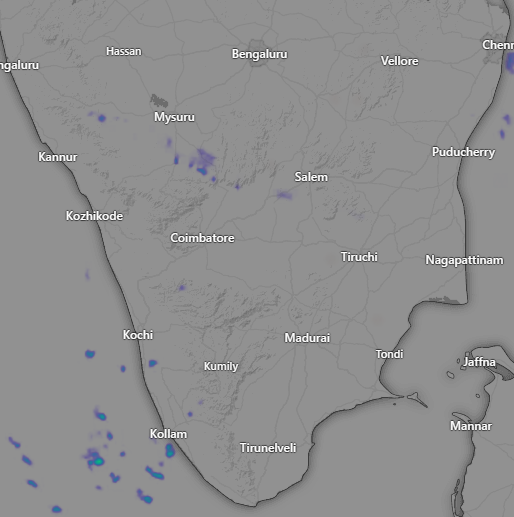 Hassan
Bengaluru
Chenn
ngaluru
Vellore
Mysuru
Kannur
Puducherry
Salem
Kozhikode
Coimbatore
Tiruchi
Nagapattinam
Kochi
Madurai
Tondi
Jaffna
Kumily
Mannar
Kollam
Tirunelveli